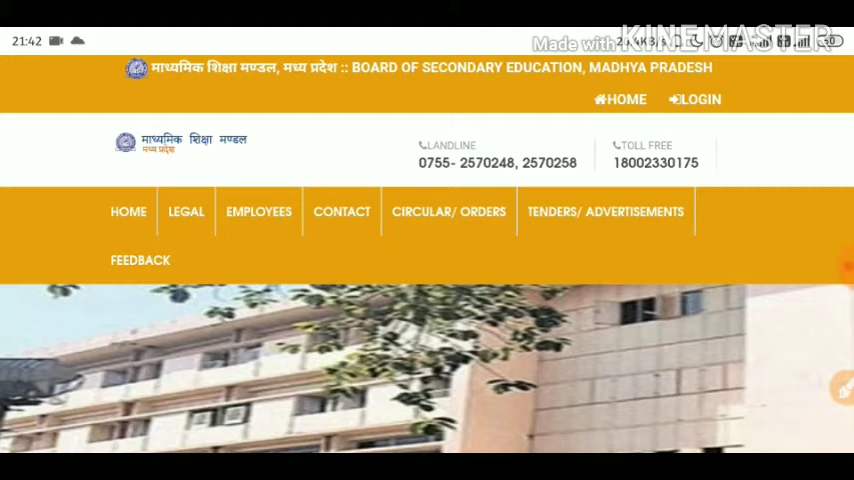 21:42
Made with KINEMASTER
माध्यमिक शिक्षा मण्डल, मध्य प्रदेश :: BOARD OF SECONDARY EDUCATION, MADHYA PRADESH
HOME LOGIN
माध्यमिक शिक्षा मण्डल
मध्य प्रदेश
LANDLINE
0755- 2570248, 2570258
TOLL FREE
18002330175
HOME LEGAL EMPLOYEES CONTACT CIRCULAR/ ORDERS TENDERS/ ADVERTISEMENTS
FEEDBACK